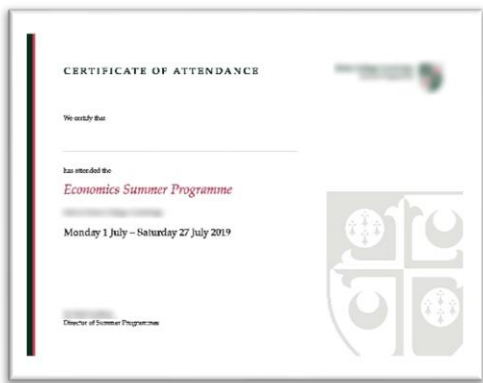 CERTIFICATE OF ATTENDANCE
We certify that
has attended the
Economics Summer Programme
Monday 1 July – Saturday 27 July 2019
Director of Summer Programmes